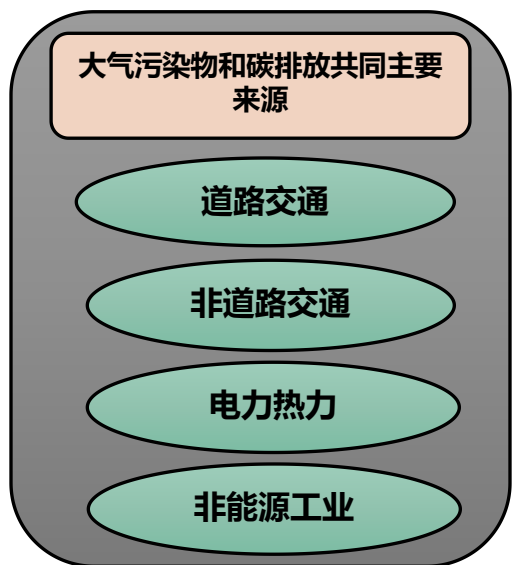 大气污染物和碳排放共同主要
来源
道路交通
非道路交通
电力热力
非能源工业